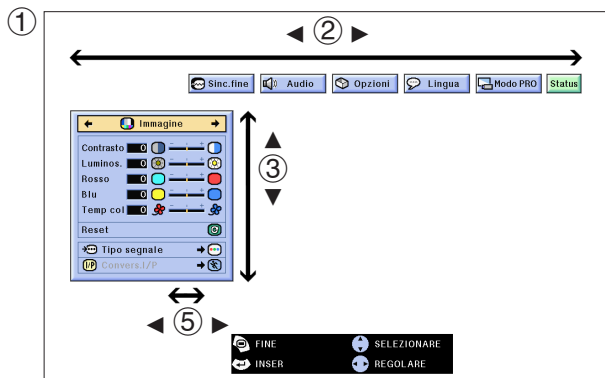 ①
◀ ② ▶
Sinc.fine Audio Opzioni Lingua Modo PRO Status
Immagine
Contrasto 0
Luminos. 0
Rosso 0
Blu 0
Temp col 0
Reset
Tipo segnale
I/P Convers.I/P
▲
③
▼
◀ ⑤ ▶
FINE SELEZIONARE
INSER REGOLARE